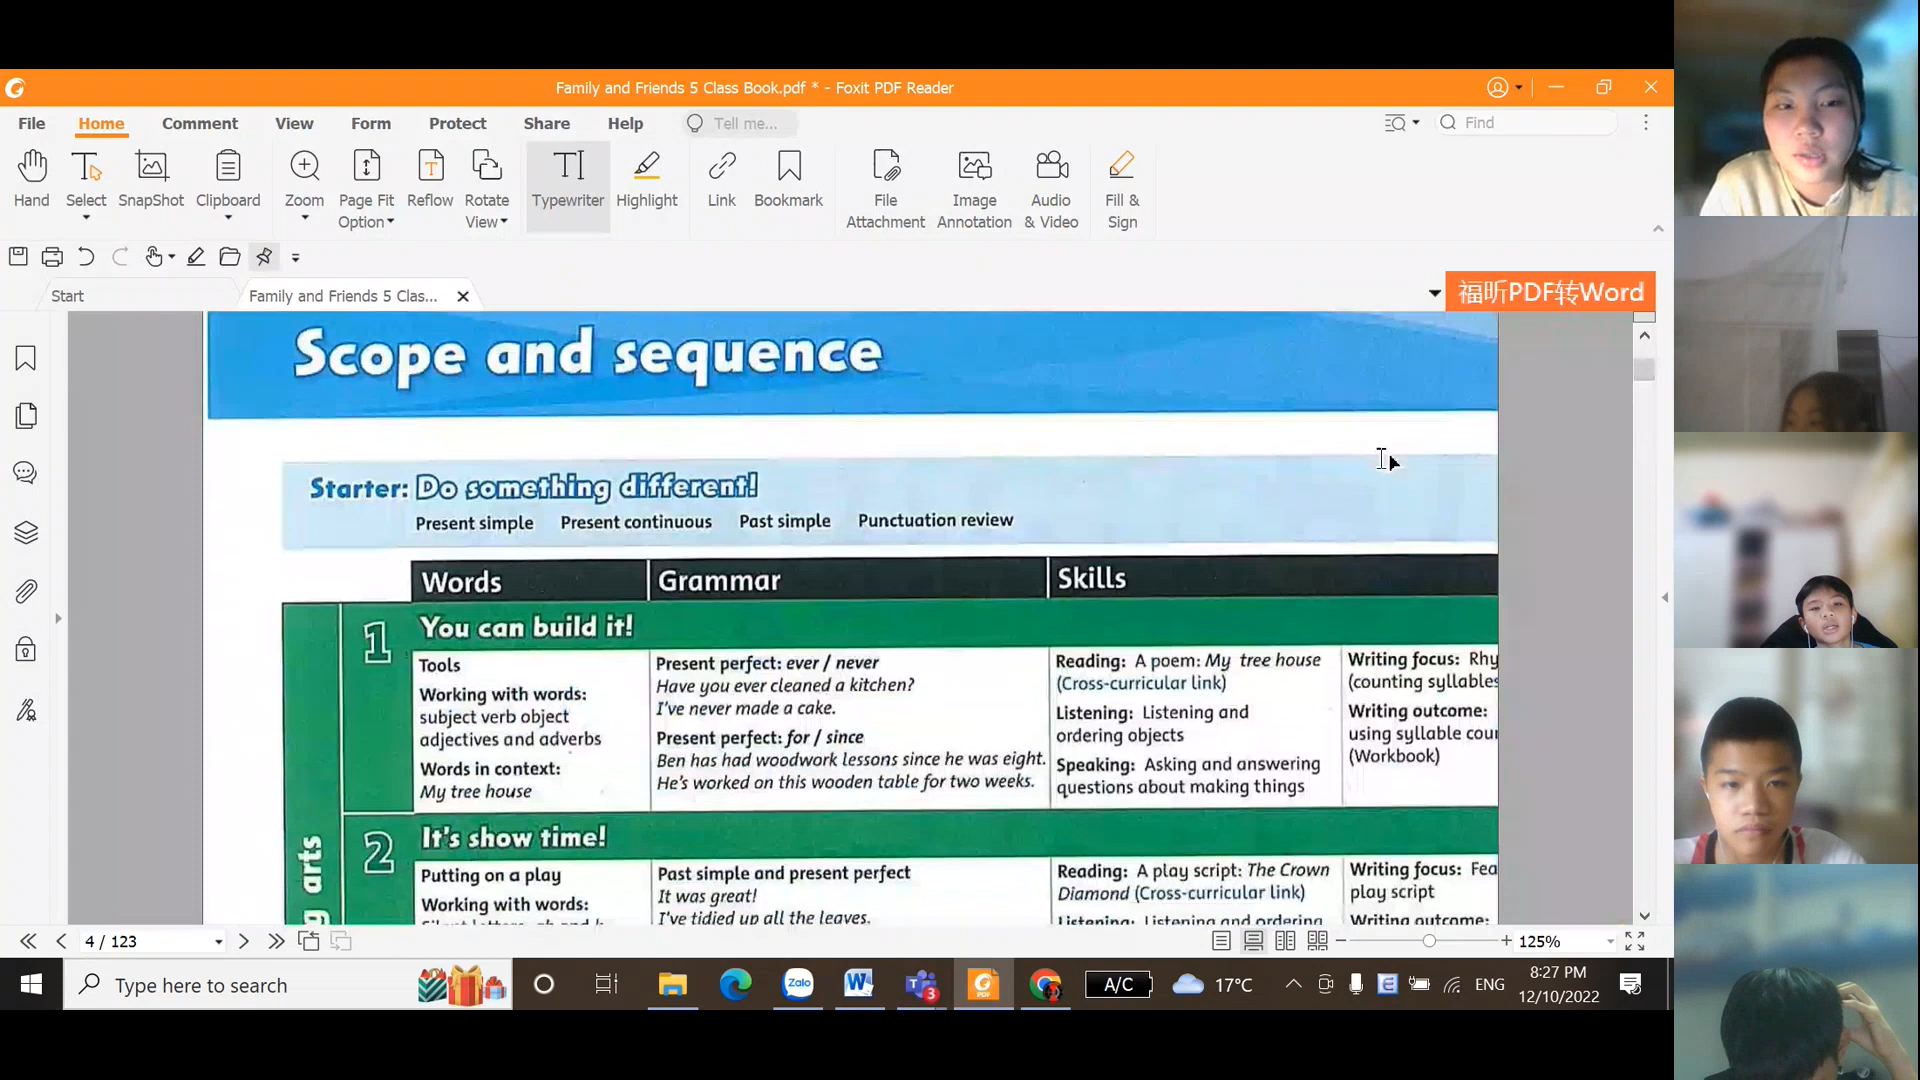 Family and Friends 5 Class Book.pdf * - Foxit PDF Reader
File Home Comment View Form Protect Share Help Tell me... Find
Hand Select SnapShot Clipboard Zoom Page Fit Option Reflow Rotate View Typewriter Highlight Link Bookmark File Attachment Image Annotation Audio & Video Fill & Sign
Start Family and Friends 5 Clas... 福昕PDF转Word
Scope and sequence
Starter: Do something different!
Present simple Present continuous Past simple Punctuation review
Words Grammar Skills
1 You can build it!
Tools
Working with words:
subject verb object
adjectives and adverbs
Words in context:
My tree house
Present perfect: ever / never
Have you ever cleaned a kitchen?
I've never made a cake.
Present perfect: for / since
Ben has had woodwork lessons since he was eight.
He's worked on this wooden table for two weeks.
Reading: A poem: My tree house
(Cross-curricular link)
Listening: Listening and
ordering objects
Speaking: Asking and answering
questions about making things
Writing focus: Rhy
(counting syllables
Writing outcome:
using syllable cou
(Workbook)
2 It's show time!
arts
Putting on a play
Working with words:
Past simple and present perfect
It was great!
I've tidied up all the leaves.
Reading: A play script: The Crown
Diamond (Cross-curricular link)
Listening: Listening and ordering
Writing focus: Fea
play script
Writing outcome:
4 / 123 125%
Type here to search Zalo 3 PDF A/C 17°C ENG 8:27 PM
12/10/2022